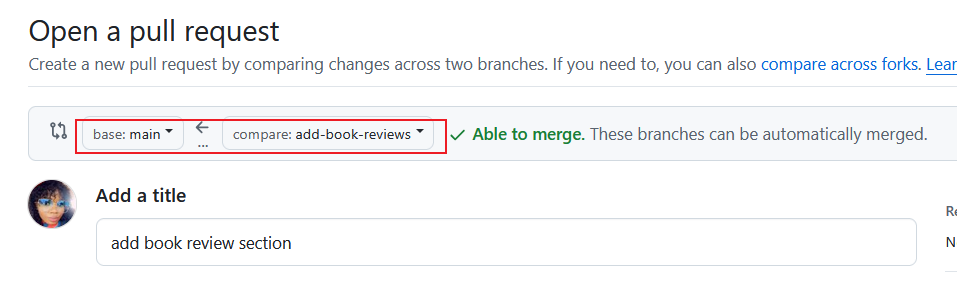 Open a pull request
Create a new pull request by comparing changes across two branches. If you need to, you can also compare across forks. Learn
base: main ← ... compare: add-book-reviews ✓ Able to merge. These branches can be automatically merged.
Add a title
add book review section